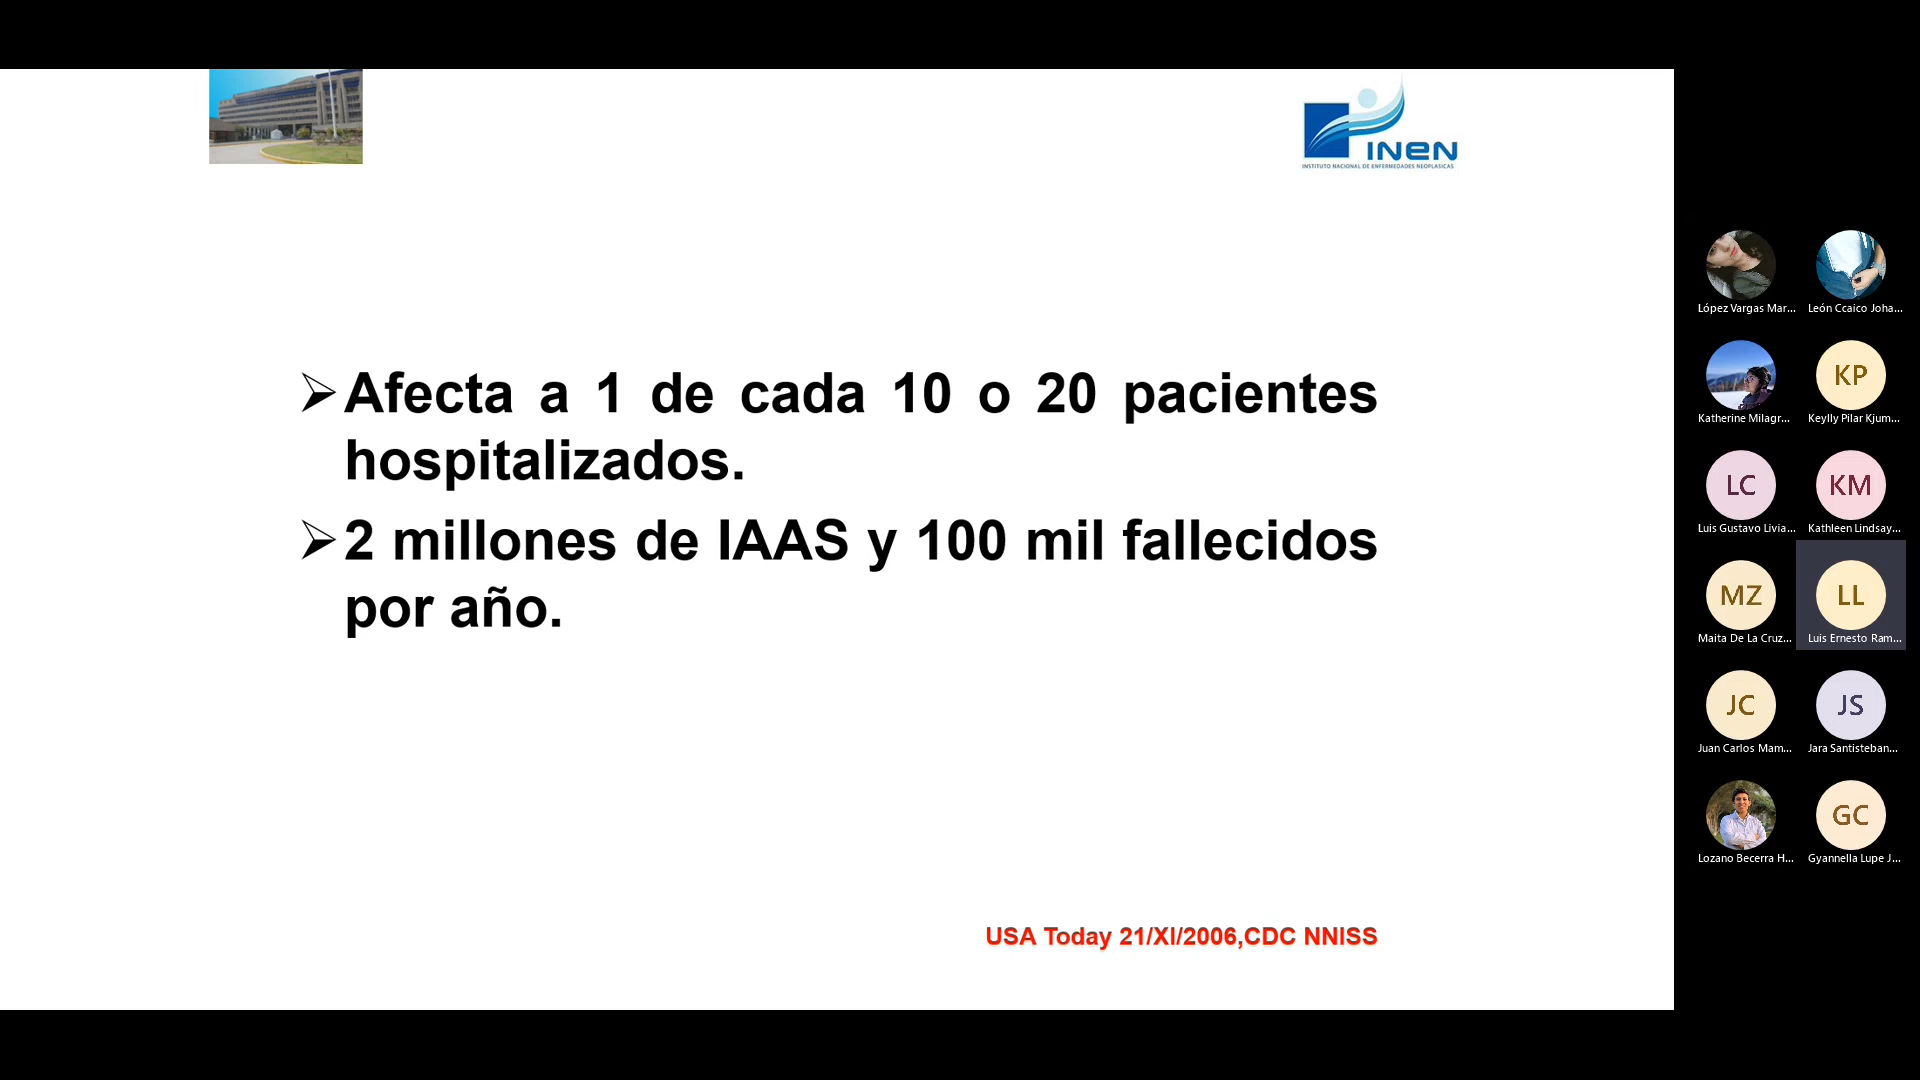 INEN
INSTITUTO NACIONAL DE ENFERMEDADES NEOPLASICAS
➢Afecta a 1 de cada 10 o 20 pacientes
hospitalizados.
➢2 millones de IAAS y 100 mil fallecidos
por año.
USA Today 21/XI/2006,CDC NNISS
López Vargas Mar...
León Ccaico Joha...
Katherine Milagr...
KP
Keylly Pilar Kjum...
LC
Luis Gustavo Livia...
KM
Kathleen Lindsay...
MZ
Maita De La Cruz...
LL
Luis Ernesto Ram...
JC
Juan Carlos Mam...
JS
Jara Santisteban...
Lozano Becerra H...
GC
Gyannella Lupe J...